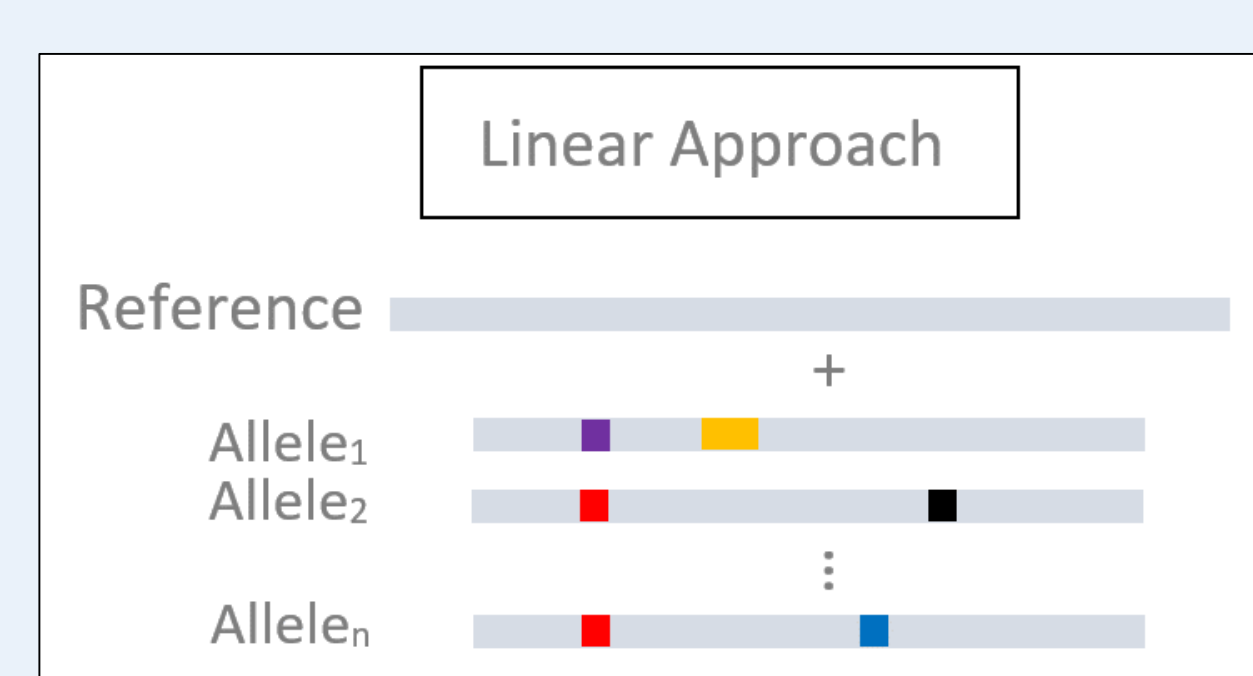 Linear Approach
Reference
+
Allele₁
Allele₂
⋮
Alleleₙ